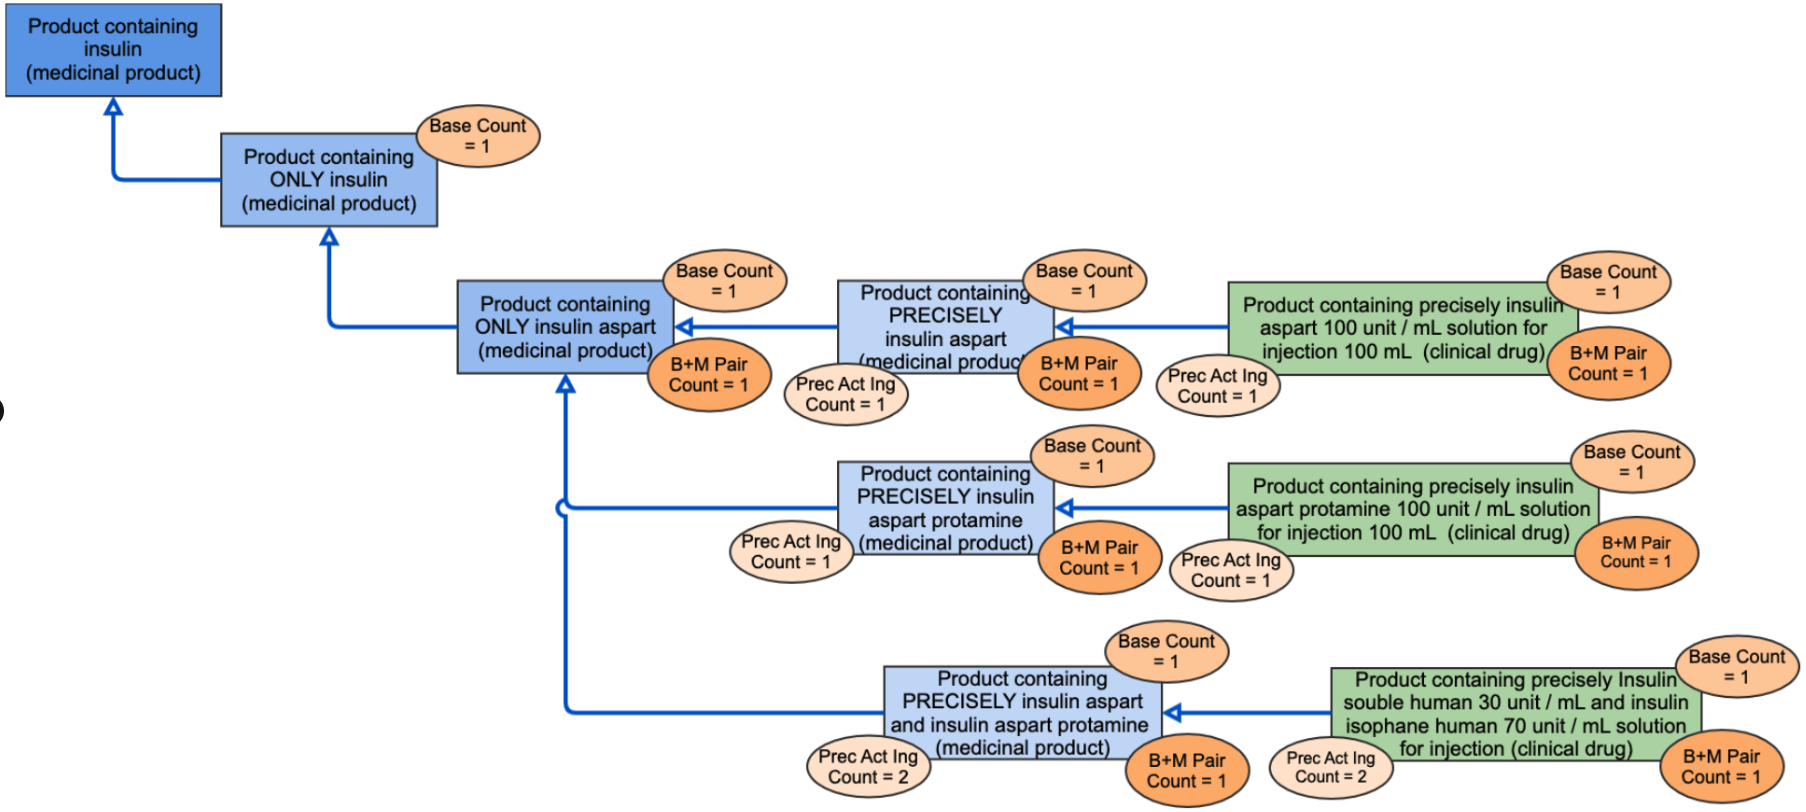 Product containing
insulin
(medicinal product)
Base Count
= 1
Product containing
ONLY insulin
(medicinal product)
Base Count
= 1
Product containing
ONLY insulin aspart
(medicinal product)
B+M Pair
Count = 1
Base Count
= 1
Product containing
PRECISELY
insulin aspart
(medicinal product
Prec Act Ing
Count = 1
B+M Pair
Count = 1
Base Count
= 1
Product containing precisely insulin
aspart 100 unit / mL solution for
injection 100 mL (clinical drug)
Prec Act Ing
Count = 1
B+M Pair
Count = 1
Base Count
= 1
Product containing
PRECISELY insulin
aspart protamine
(medicinal product)
Prec Act Ing
Count = 1
B+M Pair
Count = 1
Base Count
= 1
Product containing precisely insulin
aspart protamine 100 unit / mL solution
for injection 100 mL (clinical drug)
Prec Act Ing
Count = 1
B+M Pair
Count = 1
Base Count
= 1
Product containing
PRECISELY insulin aspart
and insulin aspart protamine
(medicinal product)
Prec Act Ing
Count = 2
B+M Pair
Count = 1
Base Count
= 1
Product containing precisely Insulin
souble human 30 unit / mL and insulin
isophane human 70 unit / mL solution
for injection (clinical drug)
Prec Act Ing
Count = 2
B+M Pair
Count = 1